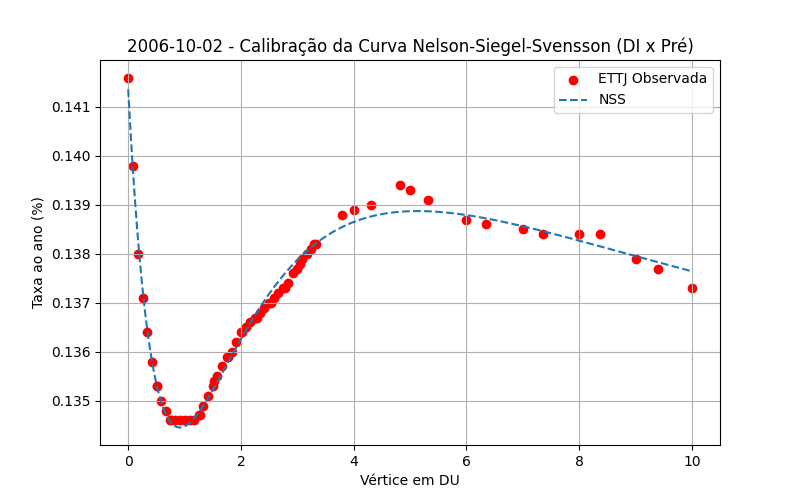 2006-10-02 - Calibração da Curva Nelson-Siegel-Svensson (DI x Pré)
ETTJ Observada
NSS
Taxa ao ano (%)
0.141
0.140
0.139
0.138
0.137
0.136
0.135
0 2 4 6 8 10
Vértice em DU